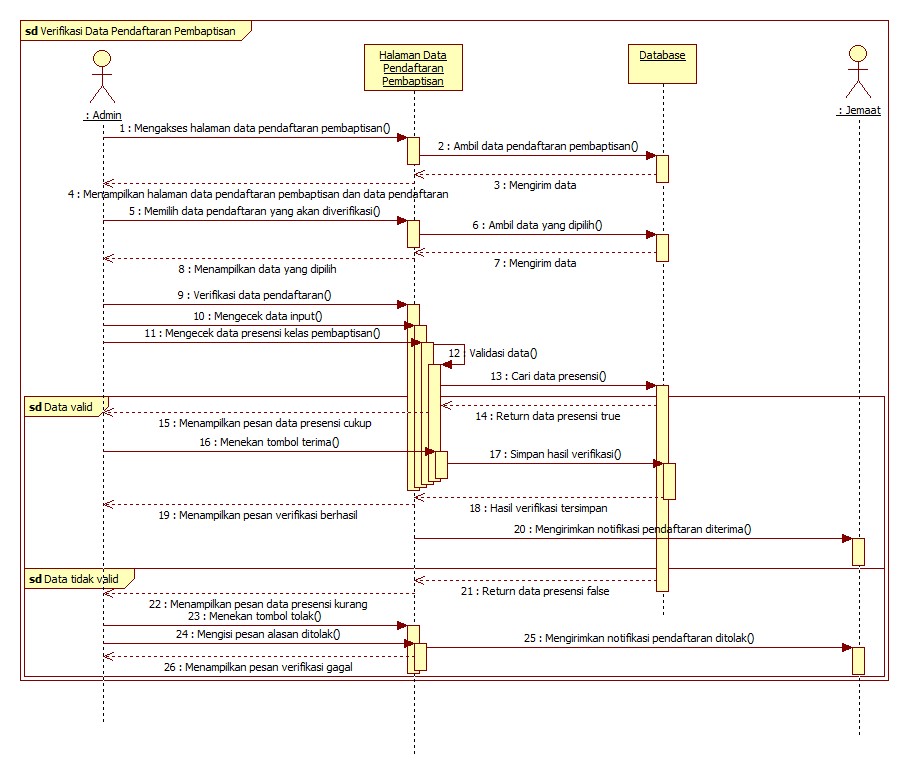 sd Verifikasi Data Pendaftaran Pembaptisan
Halaman Data
Pendaftaran
Pembaptisan
Database
: Admin
: Jemaat
1 : Mengakses halaman data pendaftaran pembaptisan()
2 : Ambil data pendaftaran pembaptisan()
3 : Mengirim data
4 : Menampilkan halaman data pendaftaran pembaptisan dan data pendaftaran
5 : Memilih data pendaftaran yang akan diverifikasi()
6 : Ambil data yang dipilih()
7 : Mengirim data
8 : Menampilkan data yang dipilih
9 : Verifikasi data pendaftaran()
10 : Mengecek data input()
11 : Mengecek data presensi kelas pembaptisan()
12 : Validasi data()
13 : Cari data presensi()
sd Data valid
14 : Return data presensi true
15 : Menampilkan pesan data presensi cukup
16 : Menekan tombol terima()
17 : Simpan hasil verifikasi()
18 : Hasil verifikasi tersimpan
19 : Menampilkan pesan verifikasi berhasil
20 : Mengirimkan notifikasi pendaftaran diterima()
sd Data tidak valid
21 : Return data presensi false
22 : Menampilkan pesan data presensi kurang
23 : Menekan tombol tolak()
24 : Mengisi pesan alasan ditolak()
25 : Mengirimkan notifikasi pendaftaran ditolak()
26 : Menampilkan pesan verifikasi gagal